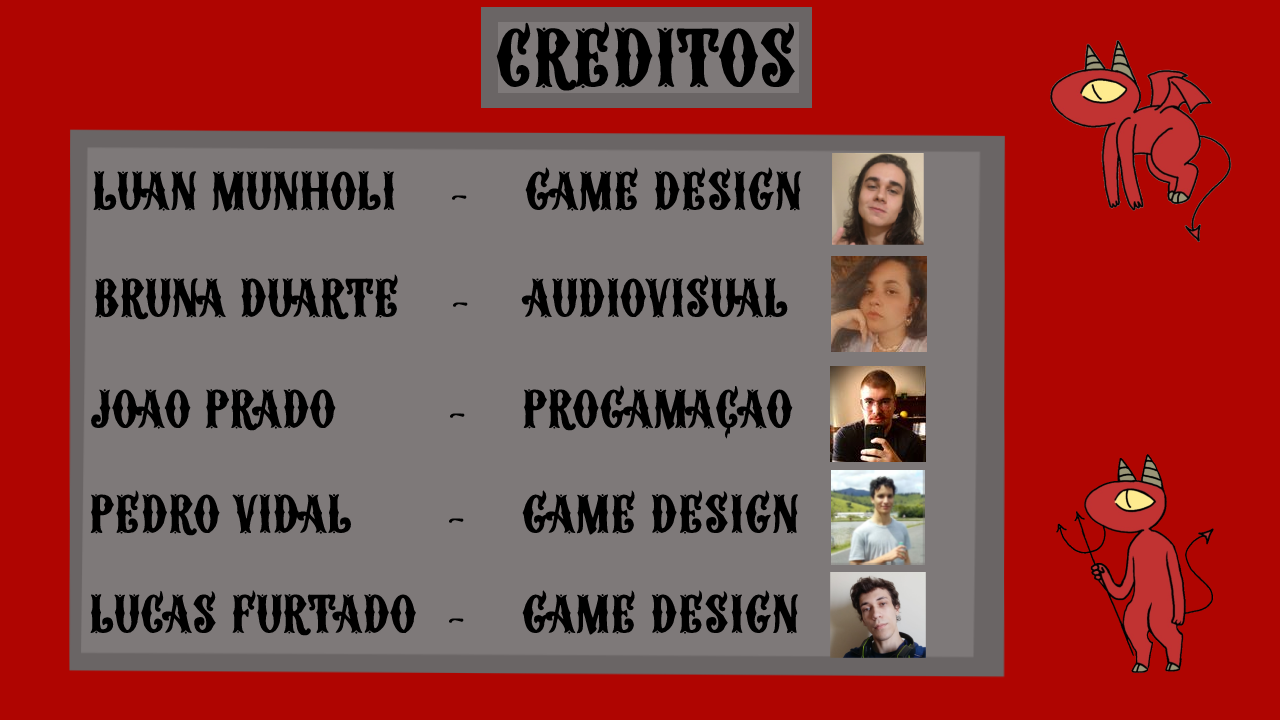 CREDITOS
LUAN MUNHOLI - GAME DESIGN
BRUNA DUARTE - AUDIOVISUAL
JOAO PRADO - PROGAMAÇAO
PEDRO VIDAL - GAME DESIGN
LUCAS FURTADO - GAME DESIGN